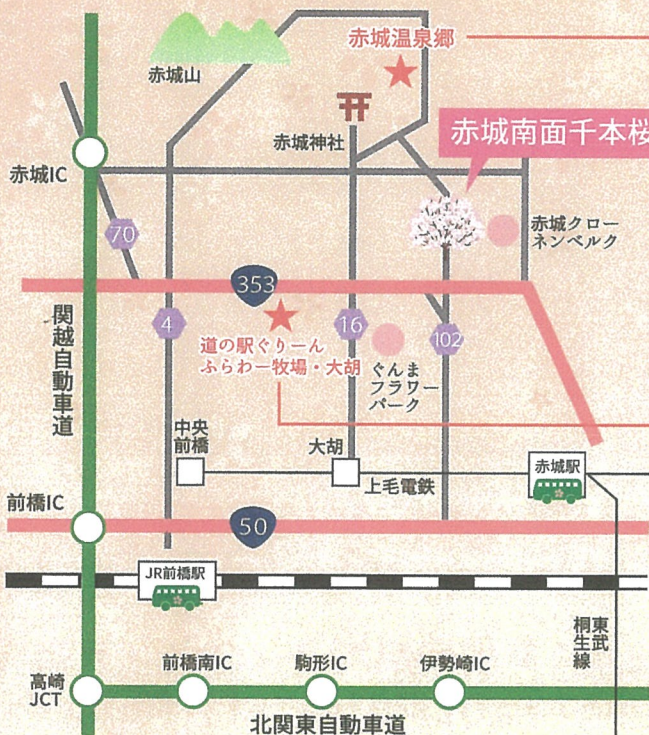 赤城温泉郷
赤城山
赤城神社
赤城南面千本桜
赤城IC
赤城クロー
ネンベルク
70
353
4
16
102
道の駅ぐりーん
ふらわー牧場・大胡
ぐんま
フラワー
パーク
関越自動車道
中央
前橋
大胡
上毛電鉄
赤城駅
前橋IC
50
JR前橋駅
東武
桐生線
高崎
JCT
前橋南IC
駒形IC
伊勢崎IC
北関東自動車道